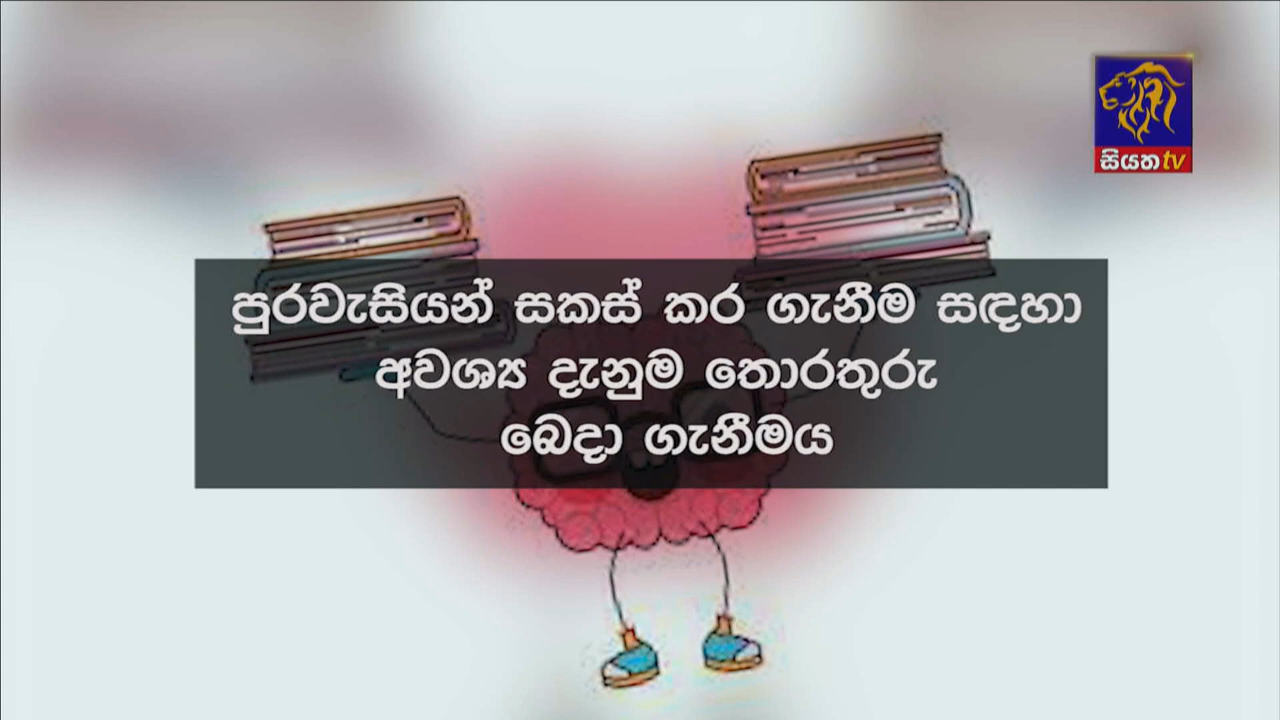 සියත tv
පුරවැසියන් සකස් කර ගැනීම සඳහා
අවශ්‍ය දැනුම තොරතුරු
බෙදා ගැනීමය